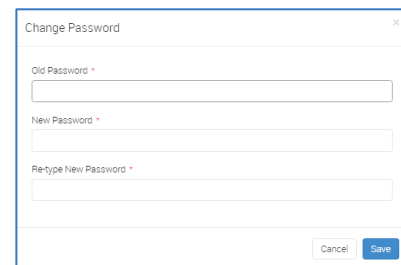 Change Password ×
Old Password *
New Password *
Re-type New Password *
Cancel Save